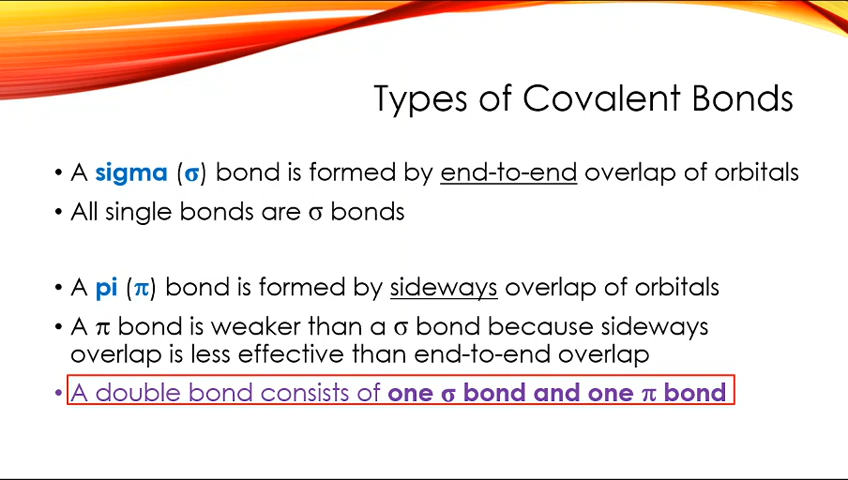 Types of Covalent Bonds
• A sigma (σ) bond is formed by end-to-end overlap of orbitals
• All single bonds are σ bonds
• A pi (π) bond is formed by sideways overlap of orbitals
• A π bond is weaker than a σ bond because sideways
overlap is less effective than end-to-end overlap
• A double bond consists of one σ bond and one π bond